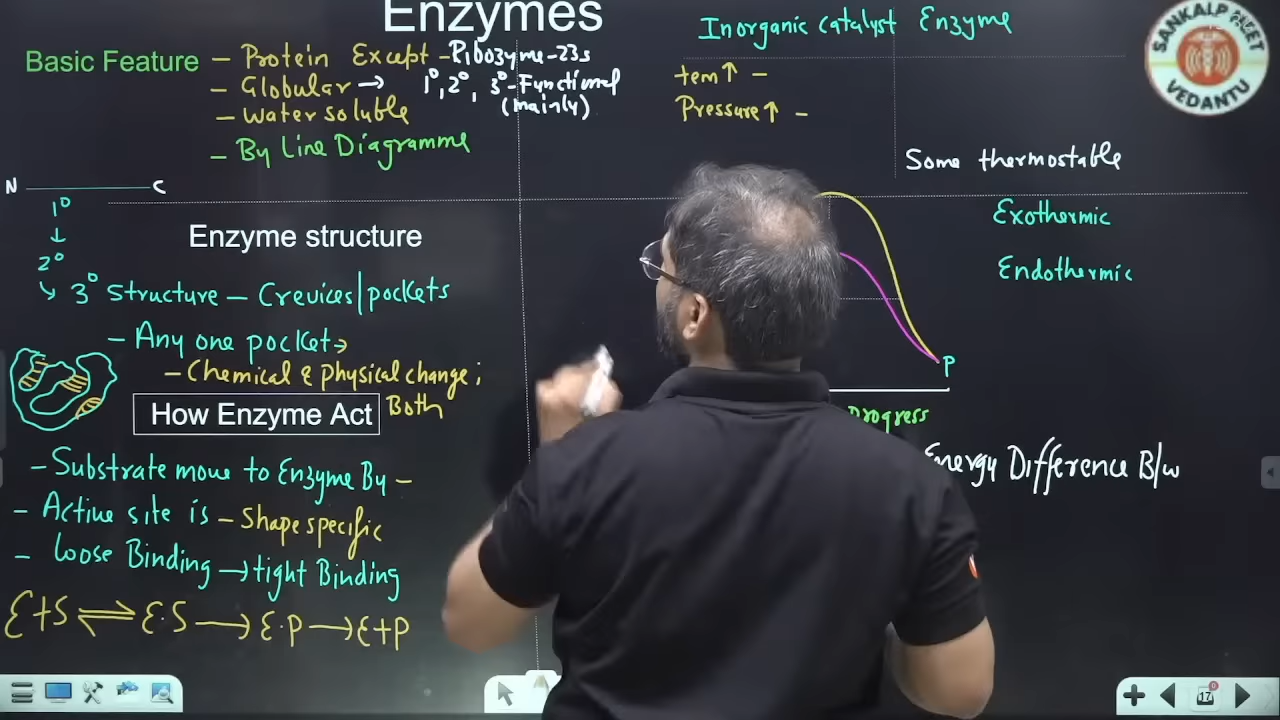 Enzymes
Basic Feature - Protein Except - Ribozyme-23s
- Globular → 1°, 2°, 3°-Functional
(mainly)
- Water soluble
- By Line Diagramme
N C
1°
↓
2°
↳ 3° Structure - Crevices/pockets
Enzyme structure
- Any one pocket→
- Chemical & physical change;
Both
How Enzyme Act
- Substrate move to Enzyme By -
- Active site is - Shape specific
- loose Binding → tight Binding
E+S ⇌ E·S → E·P → E+P
Inorganic catalyst Enzyme
tem↑ -
Pressure↑ -
Some thermostable
Exothermic
Endothermic
P
Progress
Energy Difference B/w
SANKALP NEET
VEDANTU
17